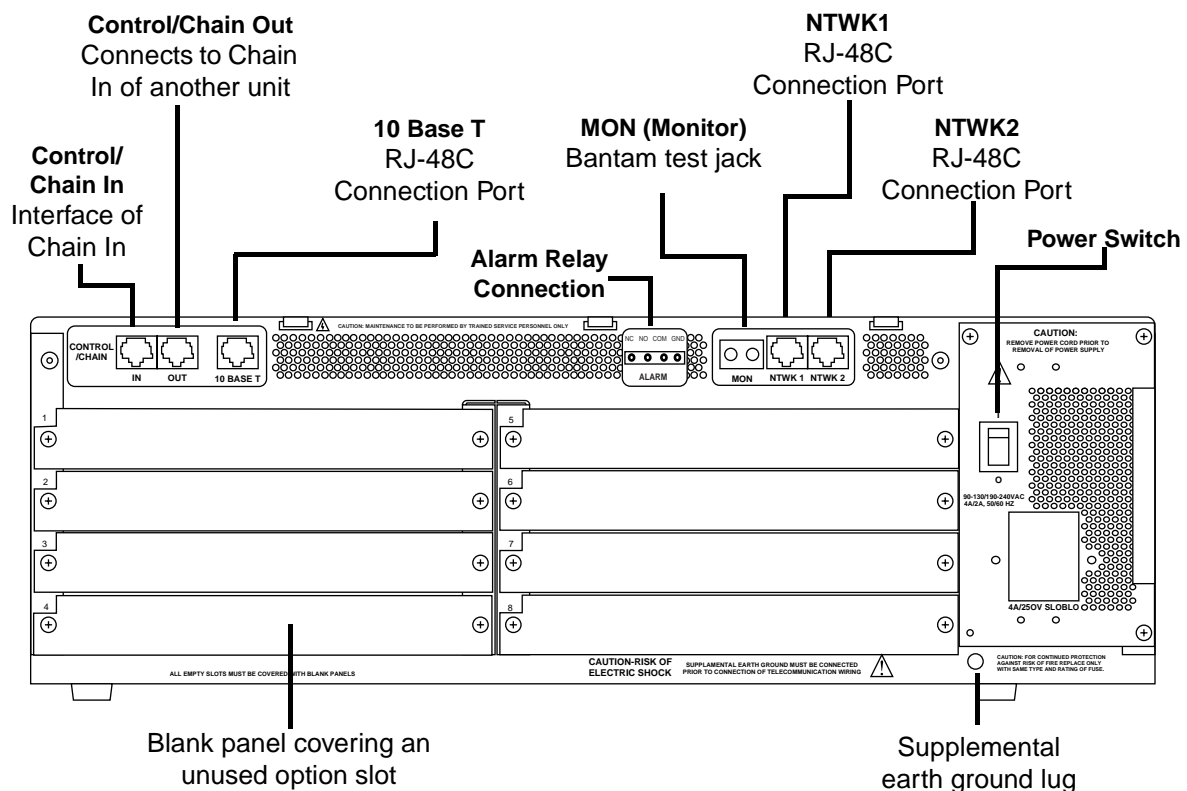 Control/Chain Out
Connects to Chain
In of another unit
NTWK1
RJ-48C
Connection Port
10 Base T
RJ-48C
Connection Port
MON (Monitor)
Bantam test jack
NTWK2
RJ-48C
Connection Port
Control/
Chain In
Interface of
Chain In
Alarm Relay
Connection
Power Switch
CONTROL
/CHAIN
IN
OUT
10 BASE T
CAUTION: MAINTENANCE TO BE PERFORMED BY TRAINED SERVICE PERSONNEL ONLY
NC NO COM GND
ALARM
MON
NTWK 1
NTWK 2
CAUTION:
REMOVE POWER CORD PRIOR TO
REMOVAL OF POWER SUPPLY
1
2
3
4
5
6
7
8
90-130/190-240VAC
4A/2A, 50/60 HZ
4A/25OV SLOBLO
ALL EMPTY SLOTS MUST BE COVERED WITH BLANK PANELS
CAUTION-RISK OF
ELECTRIC SHOCK
SUPPLAMENTAL EARTH GROUND MUST BE CONNECTED
PRIOR TO CONNECTION OF TELECOMMUNICATION WIRING
CAUTION: FOR CONTINUED PROTECTION
AGAINST RISK OF FIRE REPLACE ONLY
WITH SAME TYPE AND RATING OF FUSE.
Blank panel covering an
unused option slot
Supplemental
earth ground lug